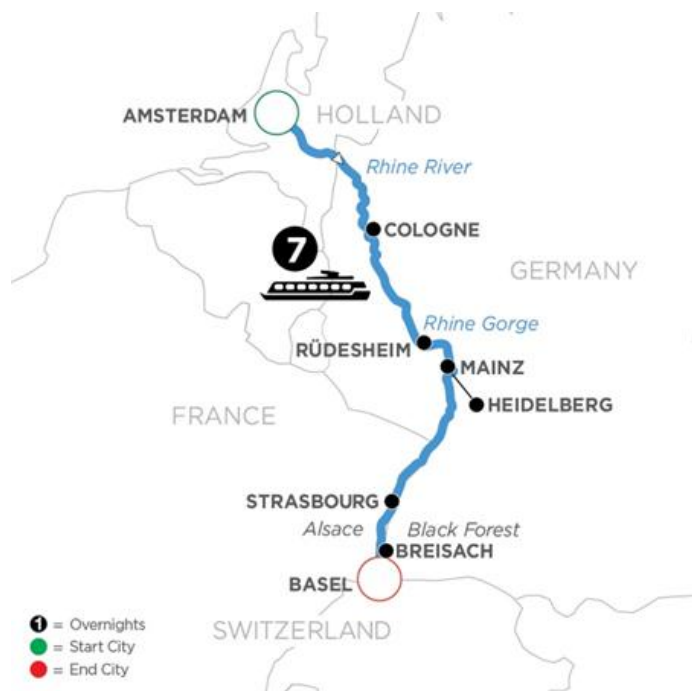 AMSTERDAM
HOLLAND
Rhine River
COLOGNE
7
GERMANY
Rhine Gorge
RÜDESHEIM
MAINZ
HEIDELBERG
FRANCE
STRASBOURG
Alsace
Black Forest
BREISACH
BASEL
SWITZERLAND
1 = Overnights
= Start City
= End City